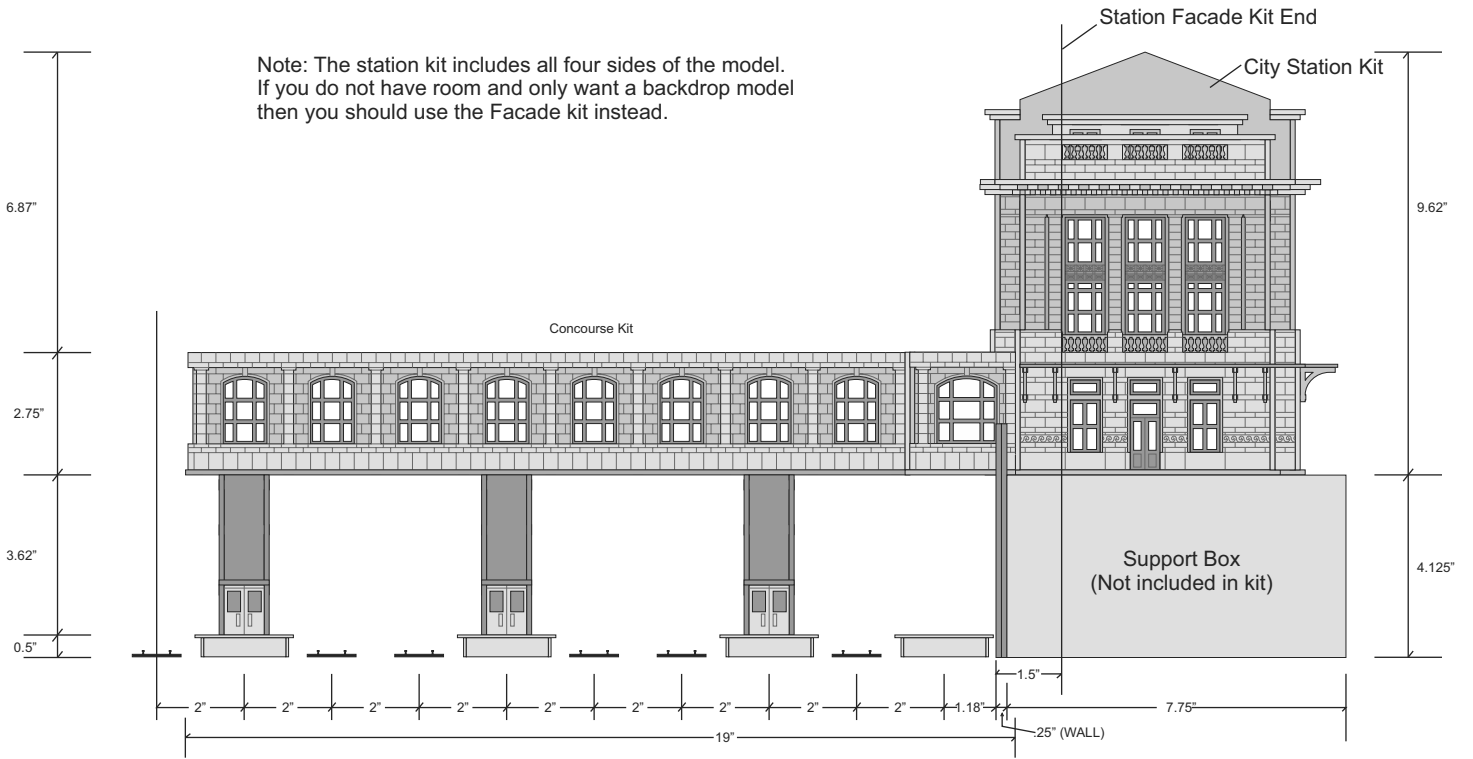 Station Facade Kit End
Note: The station kit includes all four sides of the model.
If you do not have room and only want a backdrop model
then you should use the Facade kit instead.
City Station Kit
6.87”
9.62”
Concourse Kit
2.75”
3.62”
Support Box
(Not included in kit)
4.125”
0.5”
1.5”
2”
2”
2”
2”
2”
2”
2”
2”
2”
1.18”
7.75”
.25” (WALL)
19”